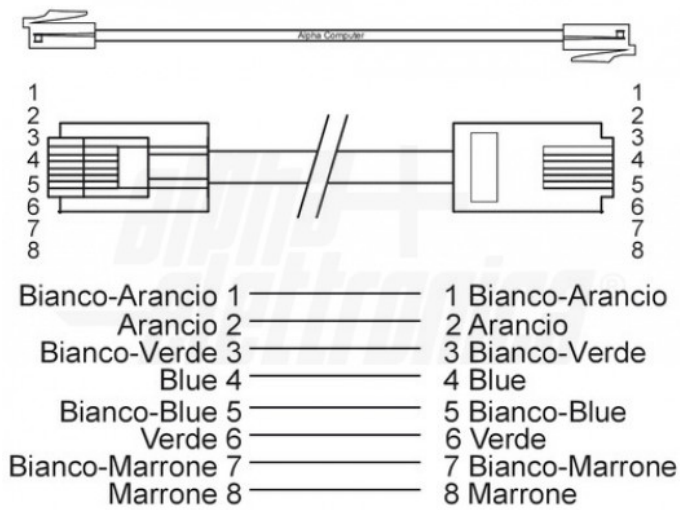 Alpha Computer
1 1
2 2
3 3
4 4
5 5
6 6
7 7
8 8
alpha
elettronica®
Bianco-Arancio 1 1 Bianco-Arancio
Arancio 2 2 Arancio
Bianco-Verde 3 3 Bianco-Verde
Blue 4 4 Blue
Bianco-Blue 5 5 Bianco-Blue
Verde 6 6 Verde
Bianco-Marrone 7 7 Bianco-Marrone
Marrone 8 8 Marrone